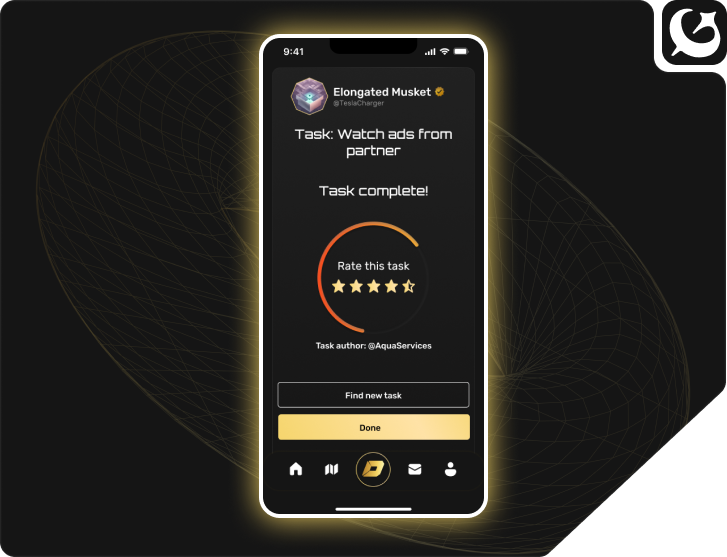 9:41
Elongated Musket
@TeslaCharger
Task: Watch ads from
partner
Task complete!
Rate this task
Task author: @AquaServices
Find new task
Done